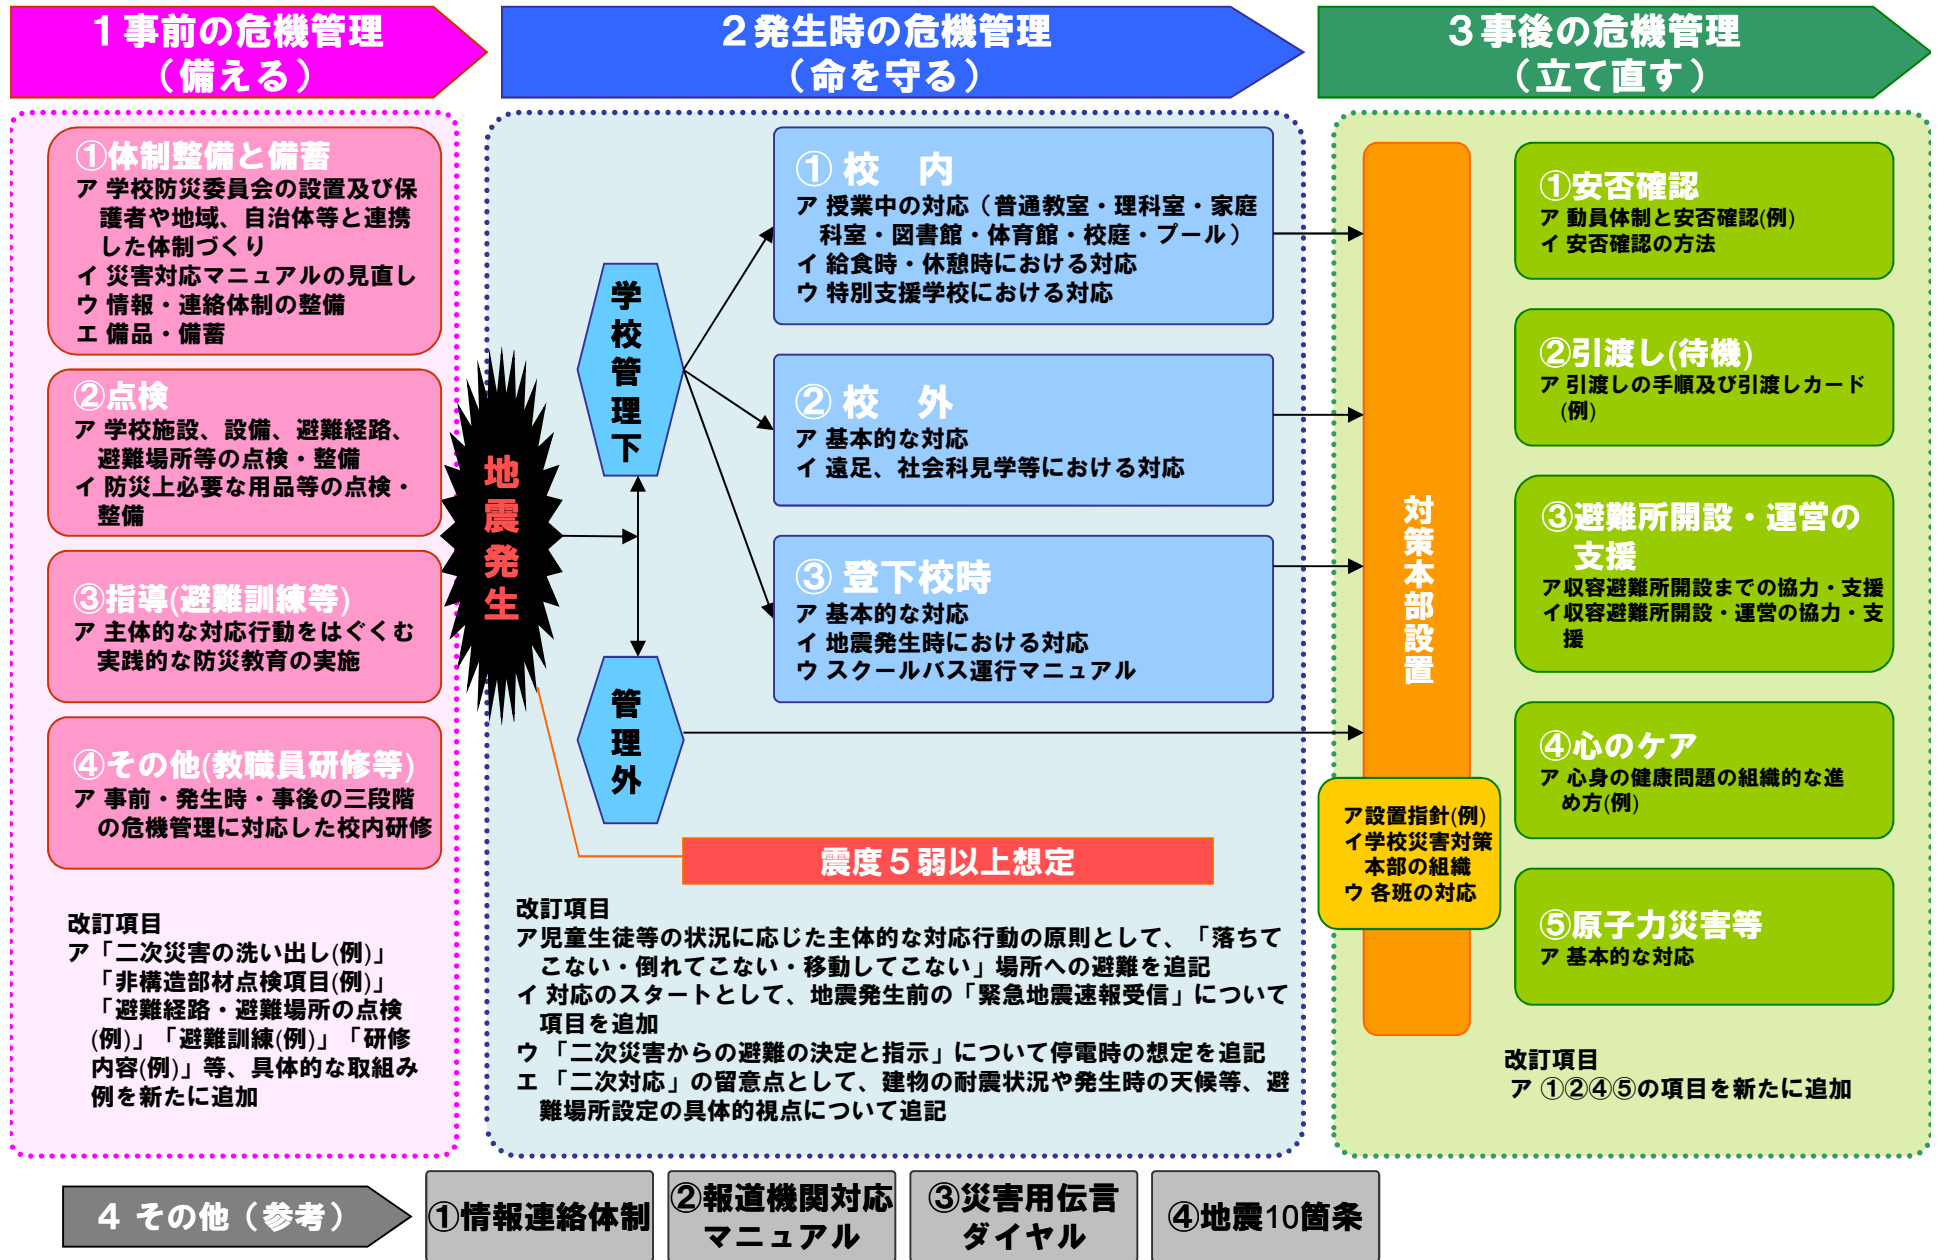 １事前の危機管理
（備える）
２発生時の危機管理
（命を守る）
３事後の危機管理
（立て直す）
①体制整備と備蓄
ア 学校防災委員会の設置及び保
護者や地域、自治体等と連携
した体制づくり
イ 災害対応マニュアルの見直し
ウ 情報・連絡体制の整備
エ 備品・備蓄
②点検
ア 学校施設、設備、避難経路、
避難場所等の点検・整備
イ 防災上必要な用品等の点検・
整備
③指導(避難訓練等)
ア 主体的な対応行動をはぐくむ
実践的な防災教育の実施
④その他(教職員研修等)
ア 事前・発生時・事後の三段階
の危機管理に対応した校内研修
改訂項目
ア「二次災害の洗い出し(例)」
「非構造部材点検項目(例)」
「避難経路・避難場所の点検
(例)」「避難訓練(例)」「研修
内容(例)」等、具体的な取組み
例を新たに追加
地震発生
学校管理下
管理外
① 校　内
ア 授業中の対応（普通教室・理科室・家庭
科室・図書館・体育館・校庭・プール）
イ 給食時・休憩時における対応
ウ 特別支援学校における対応
② 校　外
ア 基本的な対応
イ 遠足、社会科見学等における対応
③ 登下校時
ア 基本的な対応
イ 地震発生時における対応
ウ スクールバス運行マニュアル
震度５弱以上想定
改訂項目
ア児童生徒等の状況に応じた主体的な対応行動の原則として、「落ちて
こない・倒れてこない・移動してこない」場所への避難を追記
イ 対応のスタートとして、地震発生前の「緊急地震速報受信」について
項目を追加
ウ 「二次災害からの避難の決定と指示」について停電時の想定を追記
エ 「二次対応」の留意点として、建物の耐震状況や発生時の天候等、避
難場所設定の具体的視点について追記
対策本部設置
ア設置指針(例)
イ学校災害対策
本部の組織
ウ 各班の対応
①安否確認
ア 動員体制と安否確認(例)
イ 安否確認の方法
②引渡し(待機)
ア 引渡しの手順及び引渡しカード
(例)
③避難所開設・運営の
支援
ア収容避難所開設までの協力・支援
イ収容避難所開設・運営の協力・支
援
④心のケア
ア 心身の健康問題の組織的な進
め方(例)
⑤原子力災害等
ア 基本的な対応
改訂項目
ア ①②④⑤の項目を新たに追加
４ その他（参考）
①情報連絡体制
②報道機関対応
マニュアル
③災害用伝言
ダイヤル
④地震10箇条